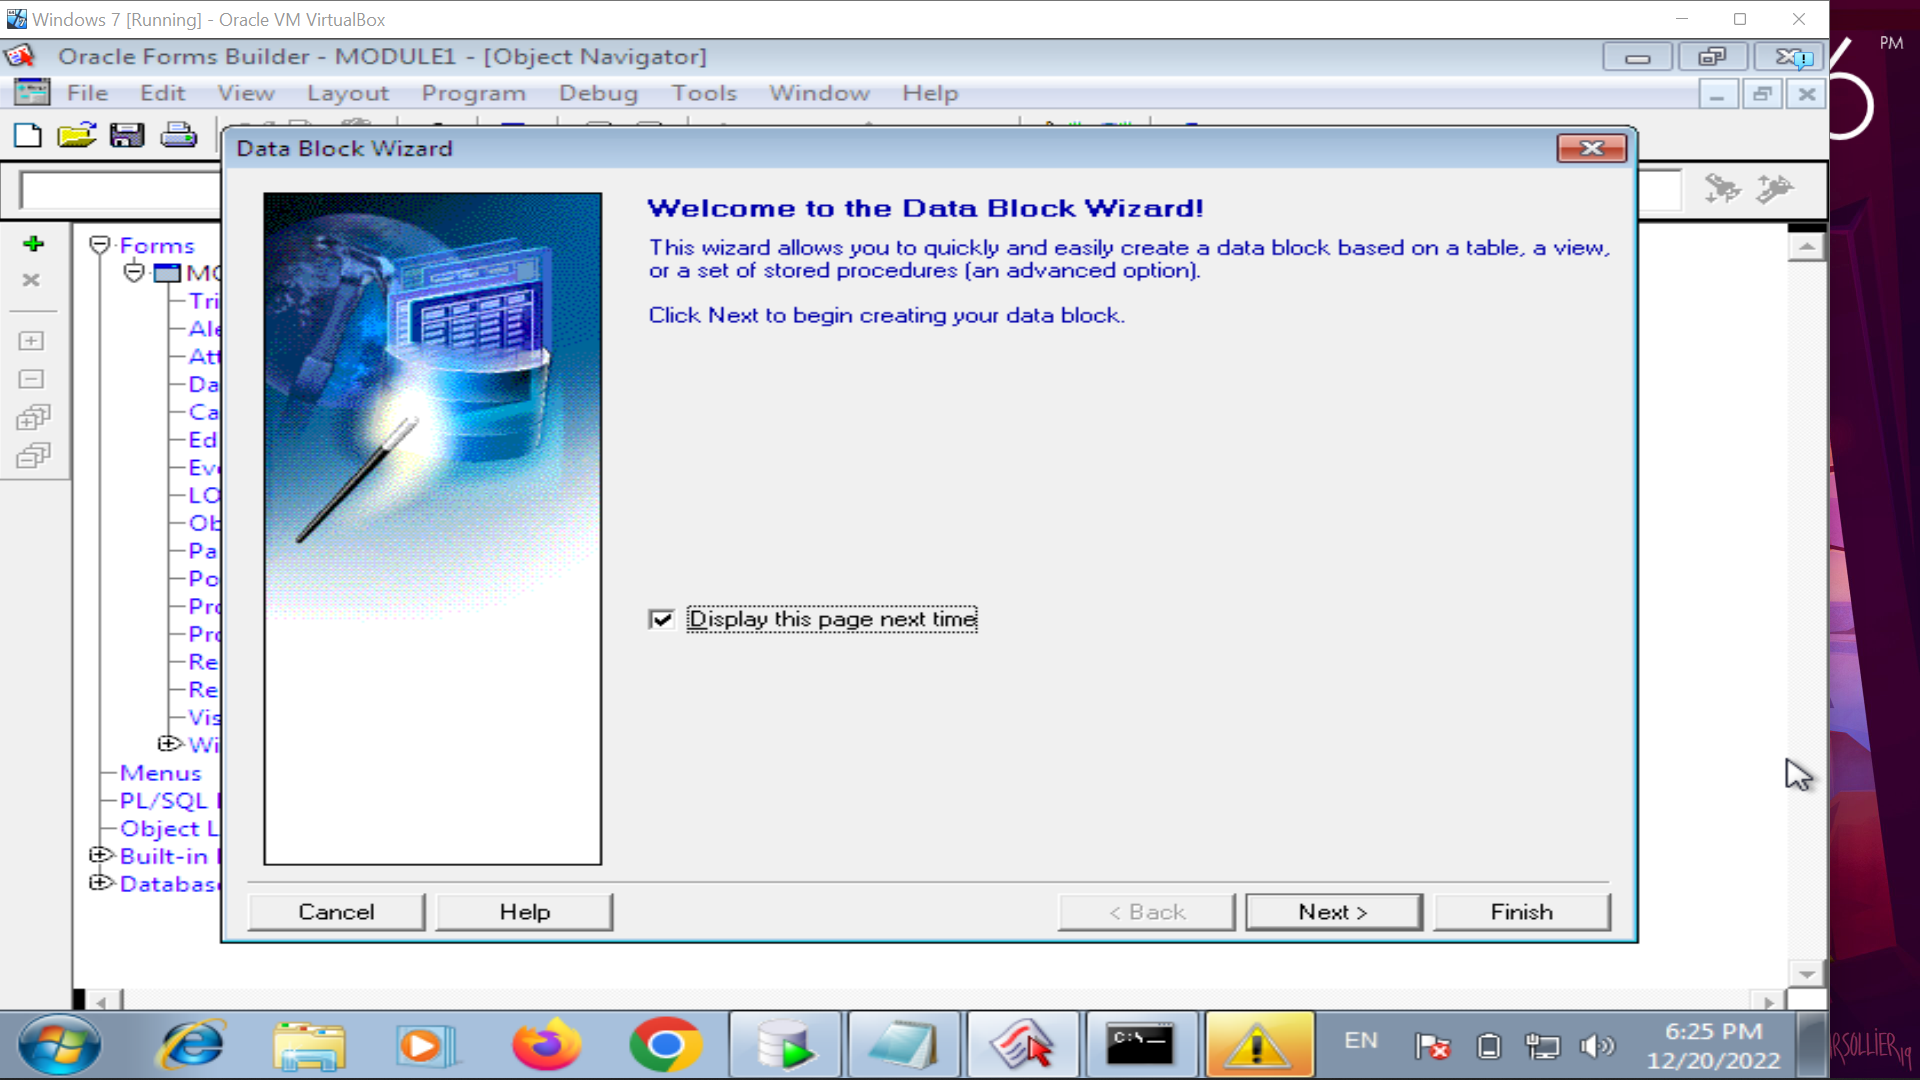 Windows 7 [Running] - Oracle VM VirtualBox
PM
Oracle Forms Builder - MODULE1 - [Object Navigator]
File Edit View Layout Program Debug Tools Window Help
Data Block Wizard
Welcome to the Data Block Wizard!
This wizard allows you to quickly and easily create a data block based on a table, a view,
or a set of stored procedures (an advanced option).
Click Next to begin creating your data block.
Display this page next time
Forms
MO
Tri
Ale
Att
Da
Ca
Ed
Eve
LO
Ob
Pa
Po
Pro
Pro
Re
Re
Vis
Wi
Menus
PL/SQL
Object L
Built-in
Databas
Cancel Help < Back Next > Finish
C:\
EN
6:25 PM
12/20/2022